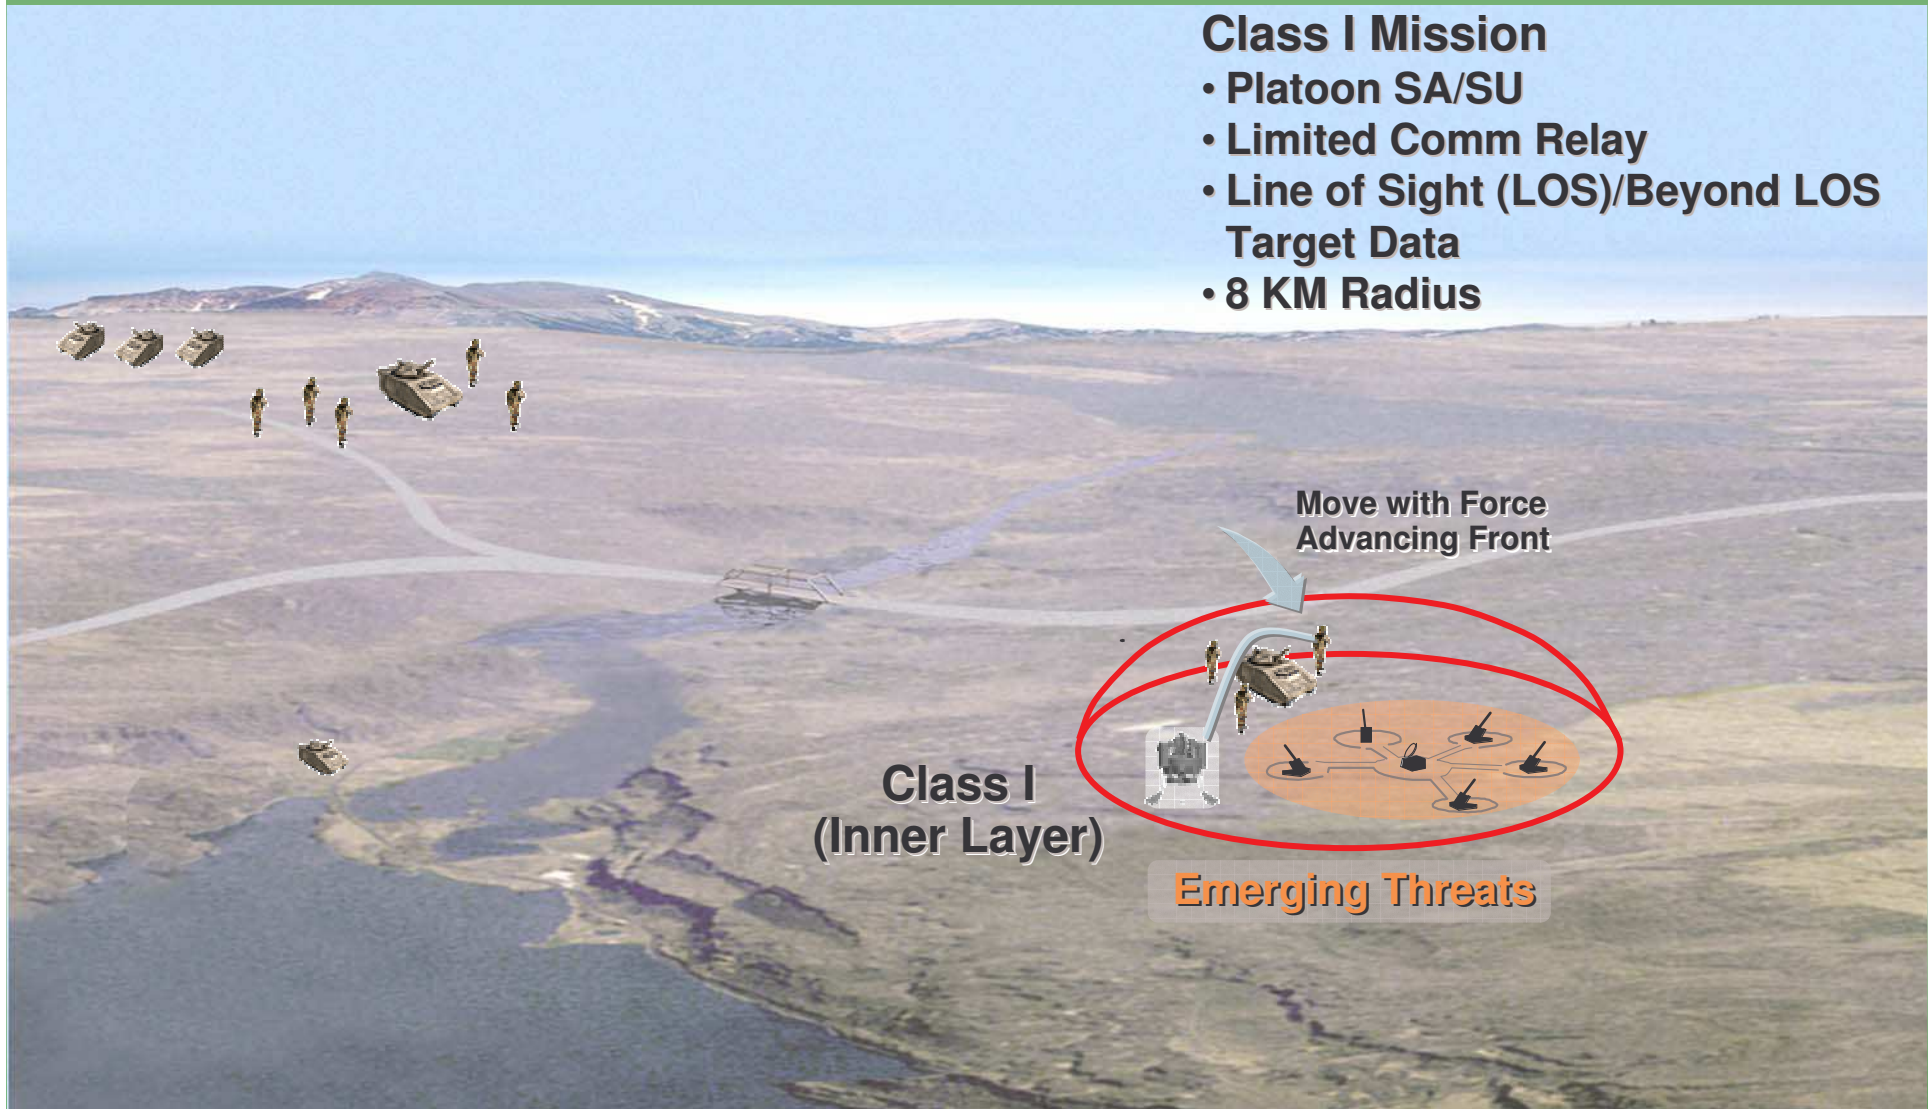 Class I Mission
• Platoon SA/SU
• Limited Comm Relay
• Line of Sight (LOS)/Beyond LOS
Target Data
• 8 KM Radius
Move with Force
Advancing Front
Class I
(Inner Layer)
Emerging Threats